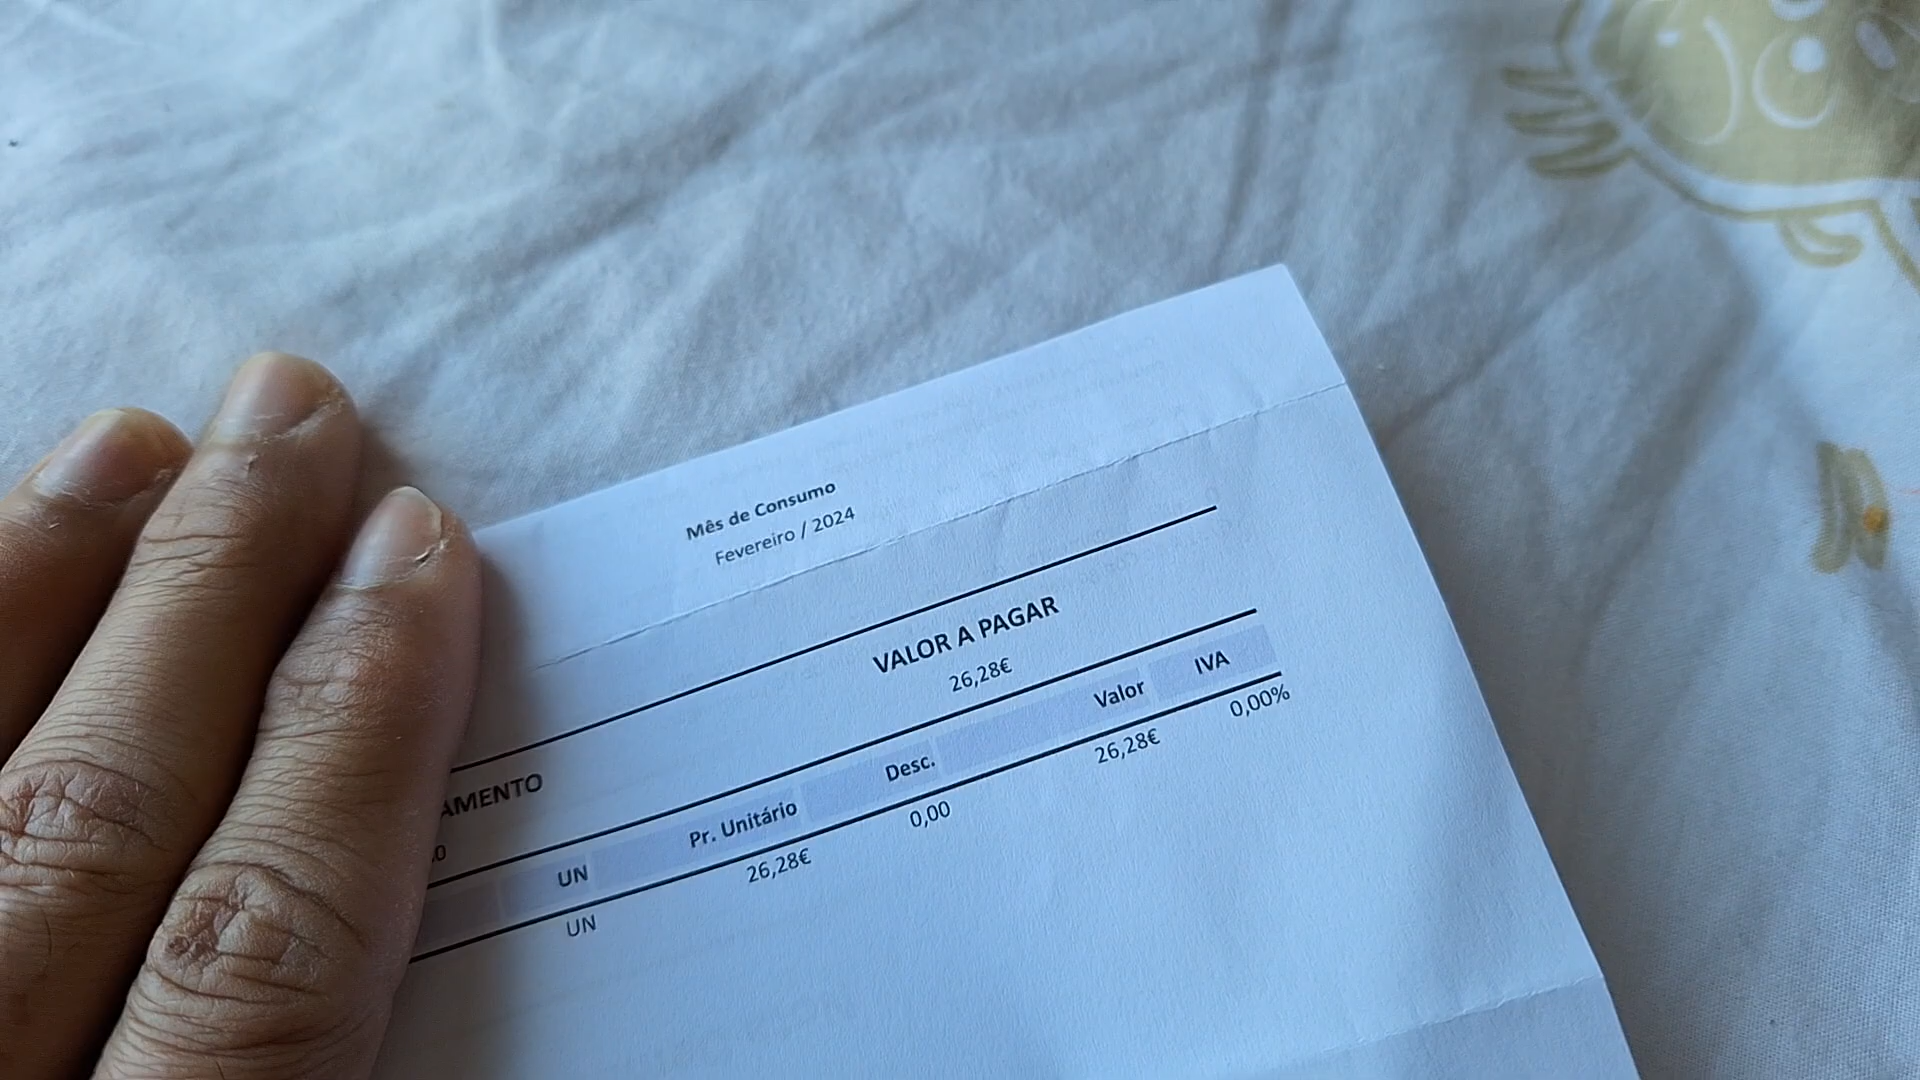 Mês de Consumo
Fevereiro / 2024
VALOR A PAGAR
26,28€
AMENTO
UN Pr. Unitário Desc. Valor IVA
UN 26,28€ 0,00 26,28€ 0,00%